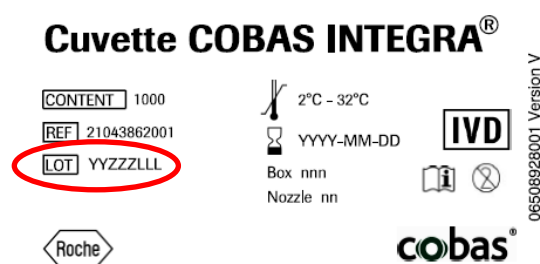 Cuvette COBAS INTEGRA®
CONTENT 1000
REF 21043862001
LOT YYZZZLLL
2°C - 32°C
YYYY-MM-DD
Box nnn
Nozzle nn
IVD
i
2
06508928001 Version V
Roche
cobas®